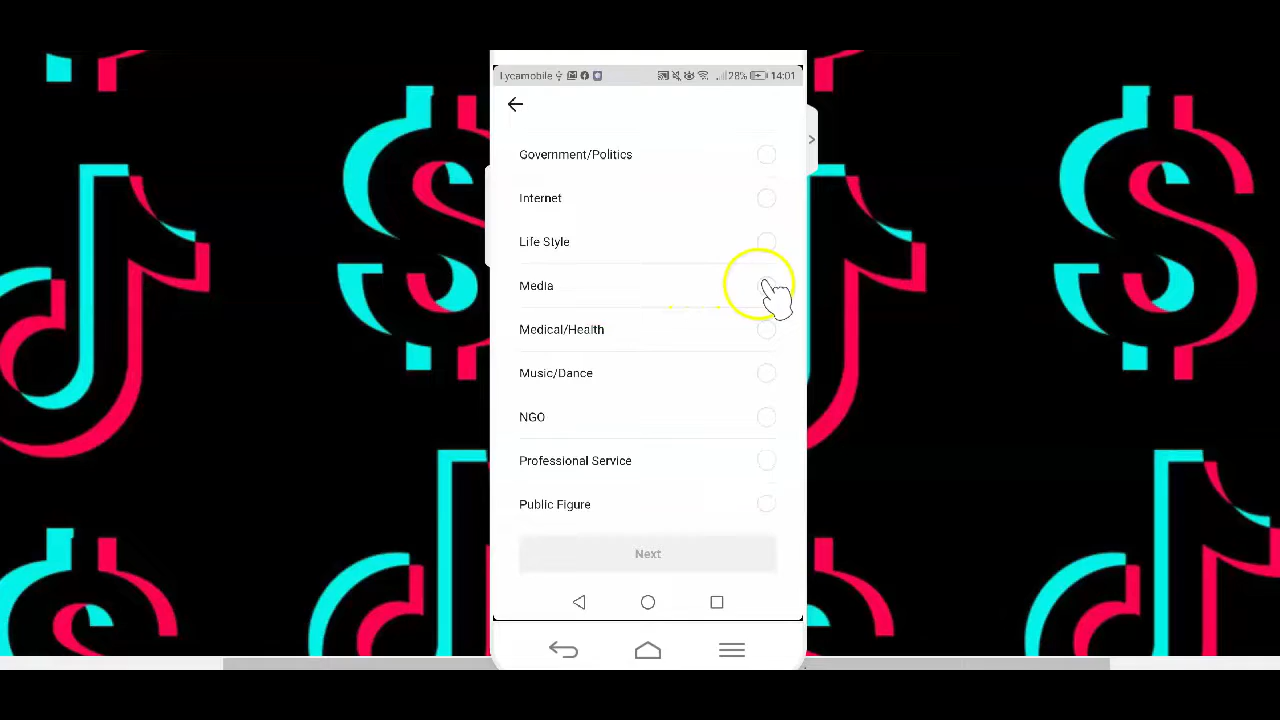 Lycamobile 28% 14:01
Government/Politics
Internet
Life Style
Media
Medical/Health
Music/Dance
NGO
Professional Service
Public Figure
Next